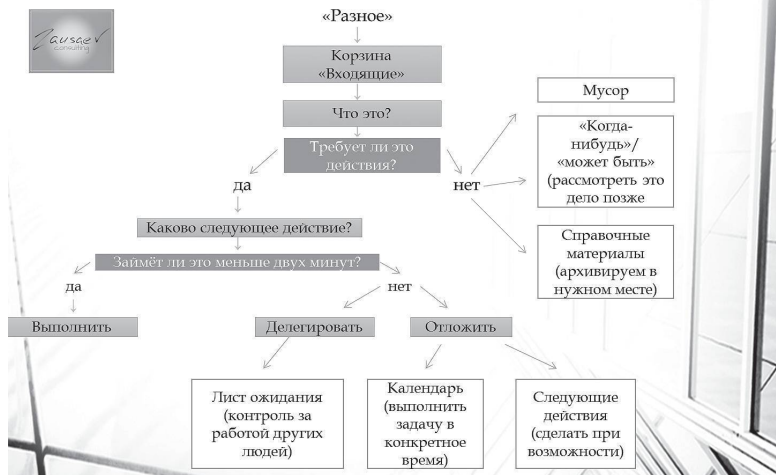 «Разное»
Zausaev
consulting
Корзина
«Входящие»
Что это?
Требует ли это
действия?
да
нет
Мусор
«Когда-
нибудь»/
«может быть»
(рассмотреть это
дело позже
Справочные
материалы
(архивируем в
нужном месте)
Каково следующее действие?
Займёт ли это меньше двух минут?
да
нет
Выполнить
Делегировать
Отложить
Лист ожидания
(контроль за
работой других
людей)
Календарь
(выполнить
задачу в
конкретное
время)
Следующие
действия
(сделать при
возможности)